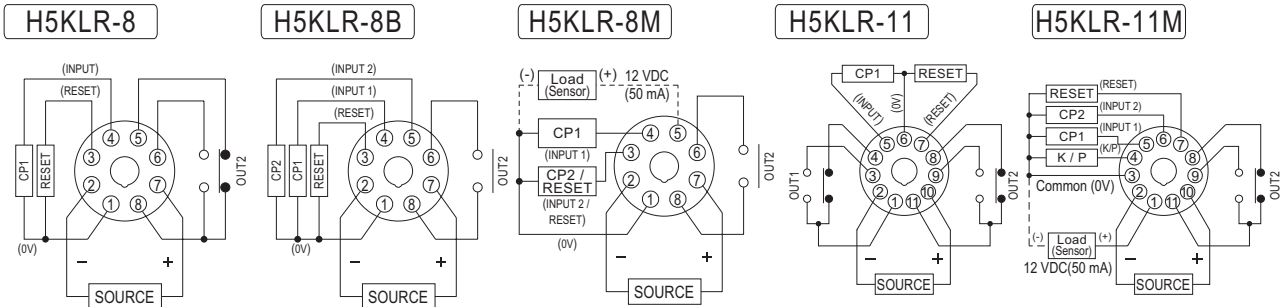 H5KLR-8
(INPUT)
(RESET)
CP1
RESET
4
5
3
6
2
7
1
8
OUT2
(0V)
−
+
SOURCE
H5KLR-8B
(INPUT 2)
(INPUT 1)
(RESET)
CP2
CP1
RESET
4
5
3
6
2
7
1
8
OUT2
(0V)
−
+
SOURCE
H5KLR-8M
(-) Load (+) 12 VDC
(Sensor) (50 mA)
CP1
(INPUT 1)
CP2 /
RESET
(INPUT 2 /
RESET)
(0V)
4
5
3
6
2
7
1
8
OUT2
−
+
SOURCE
H5KLR-11
CP1
RESET
(INPUT)
(0V)
(RESET)
5
6
7
4
8
3
9
2
10
1
11
OUT1
OUT2
−
+
SOURCE
H5KLR-11M
(RESET)
RESET
(INPUT 2)
CP2
(INPUT 1)
CP1
(K/P)
K / P
Common (0V)
5
6
7
4
8
3
9
2
10
1
11
OUT2
(-) Load (+)
(Sensor)
12 VDC(50 mA)
−
+
SOURCE